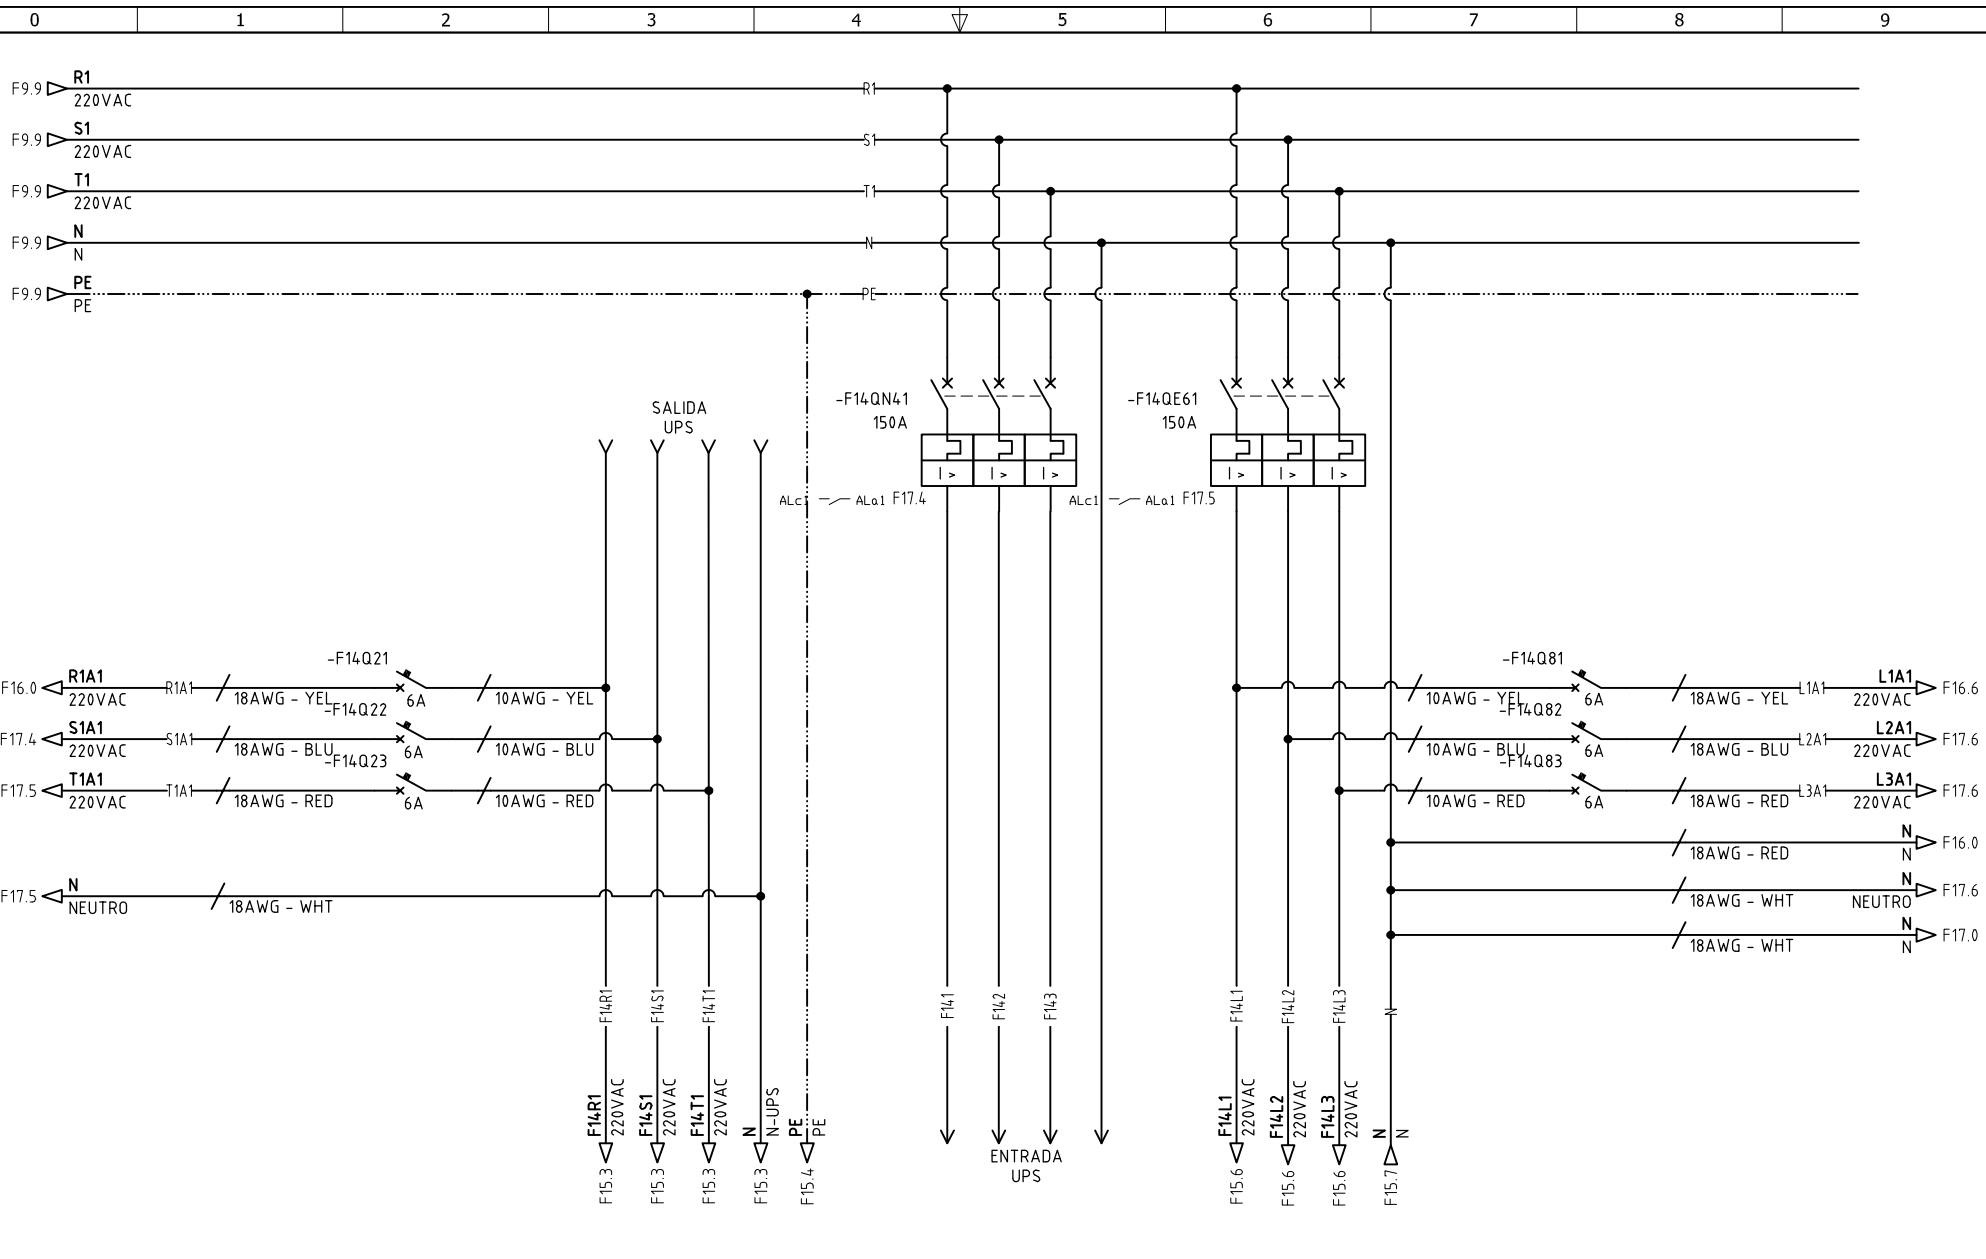 0 1 2 3 4 5 6 7 8 9
F9.9 R1 R1
220VAC
F9.9 S1 S1
220VAC
F9.9 T1 T1
220VAC
F9.9 N N
N
F9.9 PE PE
PE
SALIDA
UPS
-F14QN41
150A
I > I > I >
ALc1 ALa1 F17.4
-F14QE61
150A
I > I > I >
ALc1 ALa1 F17.5
-F14Q21
F16.0 R1A1 R1A1
220VAC 18AWG - YEL 6A 10AWG - YEL
-F14Q22
F17.4 S1A1 S1A1
220VAC 18AWG - BLU 6A 10AWG - BLU
-F14Q23
F17.5 T1A1 T1A1
220VAC 18AWG - RED 6A 10AWG - RED
F17.5 N
NEUTRO 18AWG - WHT
-F14Q81
L1A1 L1A1 F16.6
10AWG - YEL 6A 18AWG - YEL 220VAC
-F14Q82
L2A1 L2A1 F17.6
10AWG - BLU 6A 18AWG - BLU 220VAC
-F14Q83
L3A1 L3A1 F17.6
10AWG - RED 6A 18AWG - RED 220VAC
N F16.0
18AWG - RED N
N F17.6
18AWG - WHT NEUTRO
N F17.0
18AWG - WHT N
F14R1 F14S1 F14T1 F141 F142 F143 F14L1 F14L2 F14L3 N
F14R1
220VAC
F14S1
220VAC
F14T1
220VAC
N
N-UPS
PE
PE
F14L1
220VAC
F14L2
220VAC
F14L3
220VAC
N
N
ENTRADA
UPS
F15.3 F15.3 F15.3 F15.3 F15.4 F15.6 F15.6 F15.6 F15.7